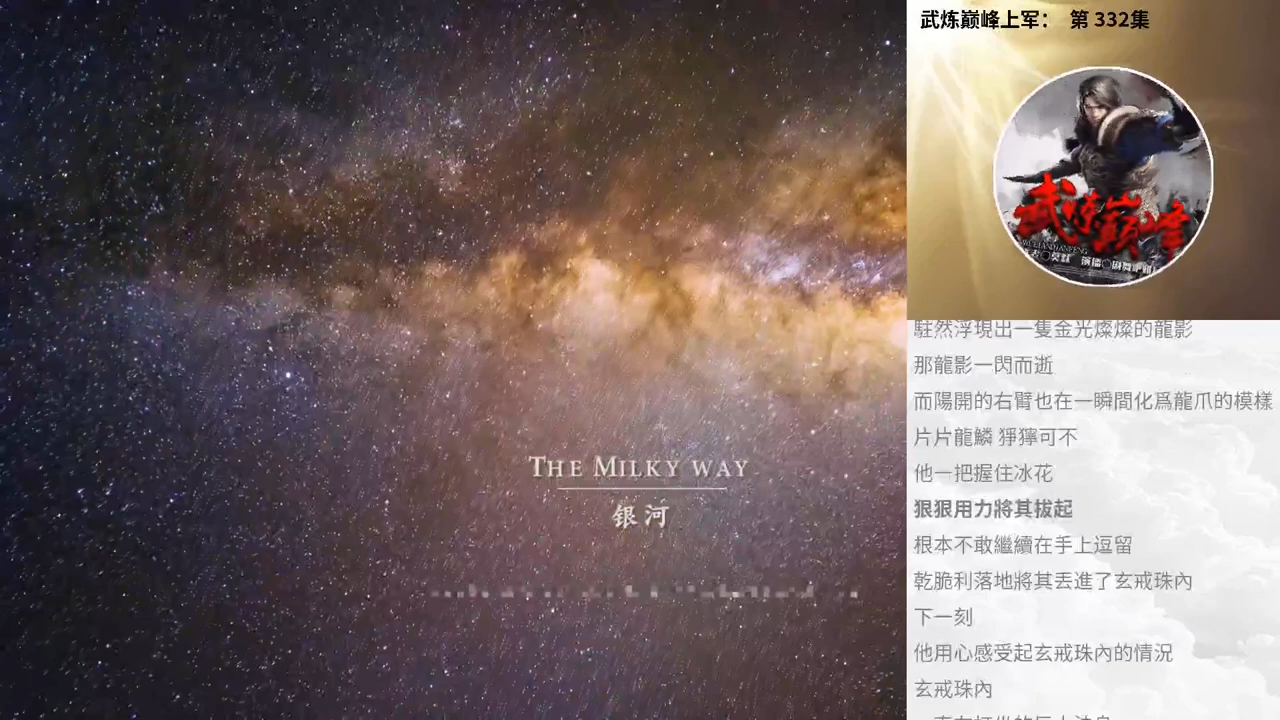 武炼巅峰上军： 第 332集
武炼巅峰
WULIANDIANFENG
駐然浮現出一隻金光燦燦的龍影
那龍影一閃而逝
而陽開的右臂也在一瞬間化爲龍爪的模樣
片片龍鱗 猙獰可不
他一把握住冰花
狠狠用力將其拔起
根本不敢繼續在手上逗留
乾脆利落地將其丟進了玄戒珠內
下一刻
他用心感受起玄戒珠內的情況
玄戒珠內
THE MILKY WAY
银河